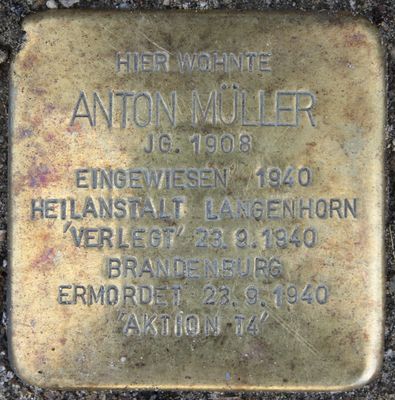 HIER WOHNTE
ANTON MÜLLER
JG. 1908
EINGEWIESEN 1940
HEILANSTALT LANGENHORN
'VERLEGT' 23.9.1940
BRANDENBURG
ERMORDET 23.9.1940
"AKTION T4"